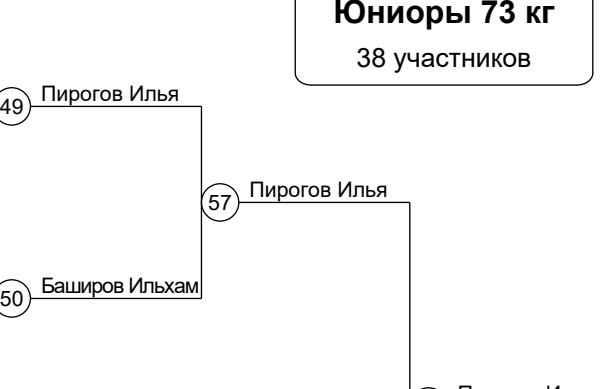 Юниоры 73 кг
38 участников
49 Пирогов Илья
57 Пирогов Илья
50 Баширов Ильхам